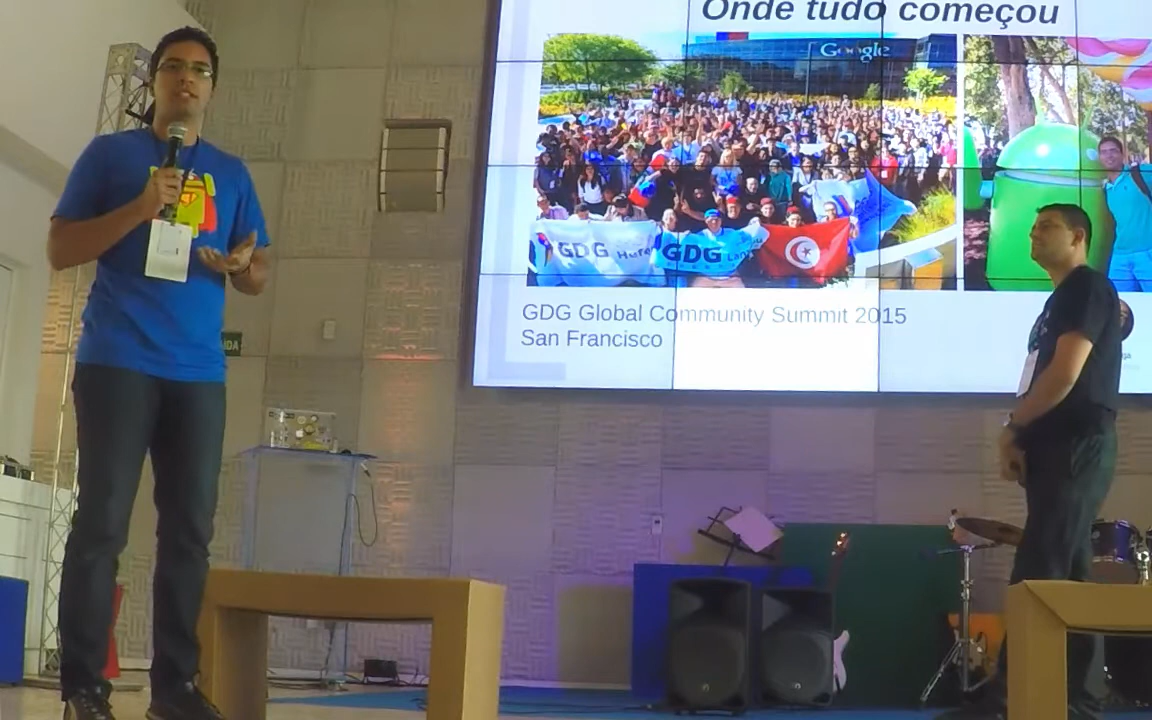 Onde tudo começou
Google
GDG
GDG
GDG Global Community Summit 2015
San Francisco